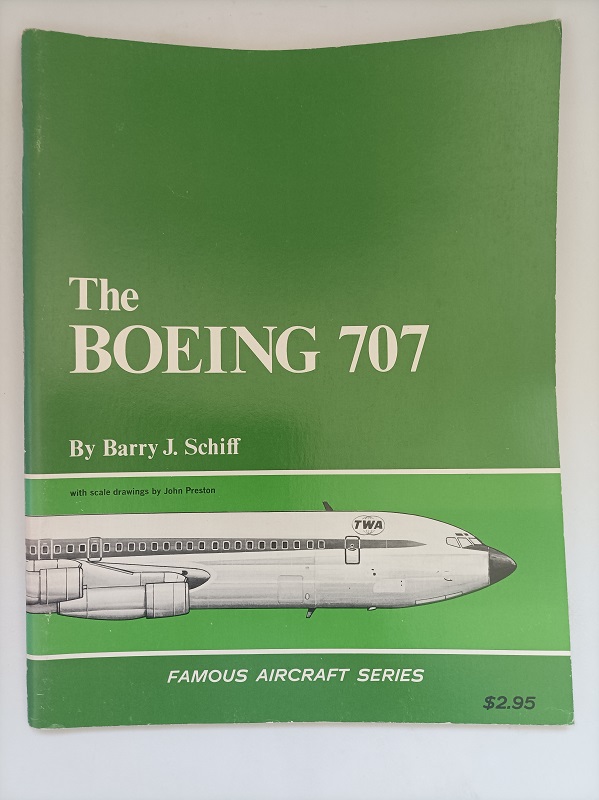 The
BOEING 707
By Barry J. Schiff
with scale drawings by John Preston
TWA
FAMOUS AIRCRAFT SERIES
$2.95